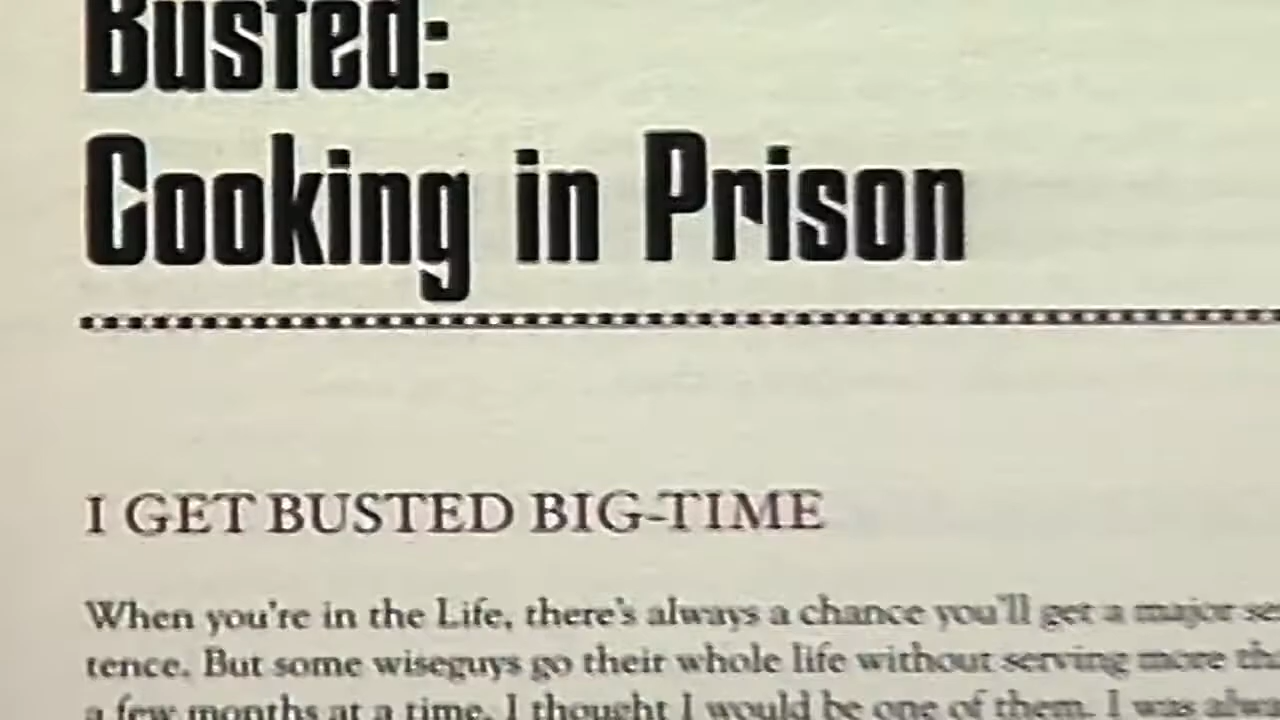 Busted:
Cooking in Prison
I GET BUSTED BIG-TIME
When you're in the Life, there's always a chance you'll get a major
tence. But some wiseguys go their whole life without serving more
a few months at a time. I thought I would be one of them. I was